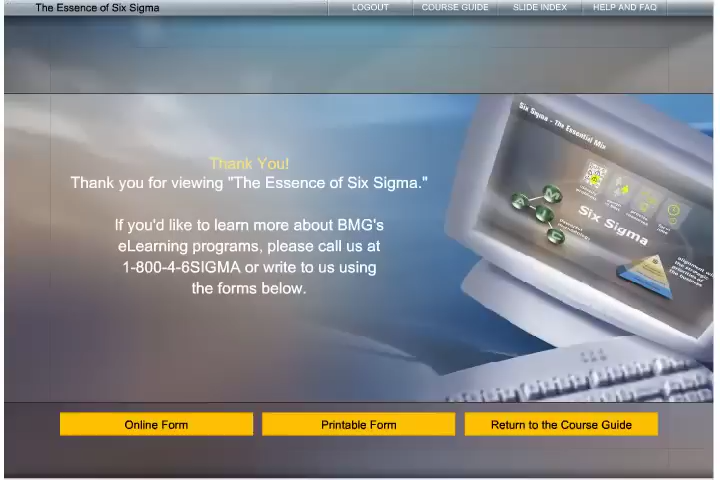 The Essence of Six Sigma
LOGOUT
COURSE GUIDE
SLIDE INDEX
HELP AND FAQ
Thank You!
Thank you for viewing "The Essence of Six Sigma."
If you'd like to learn more about BMG's
eLearning programs, please call us at
1-800-4-6SIGMA or write to us using
the forms below.
Six Sigma - The Essential Mix
Six Sigma
Online Form
Printable Form
Return to the Course Guide